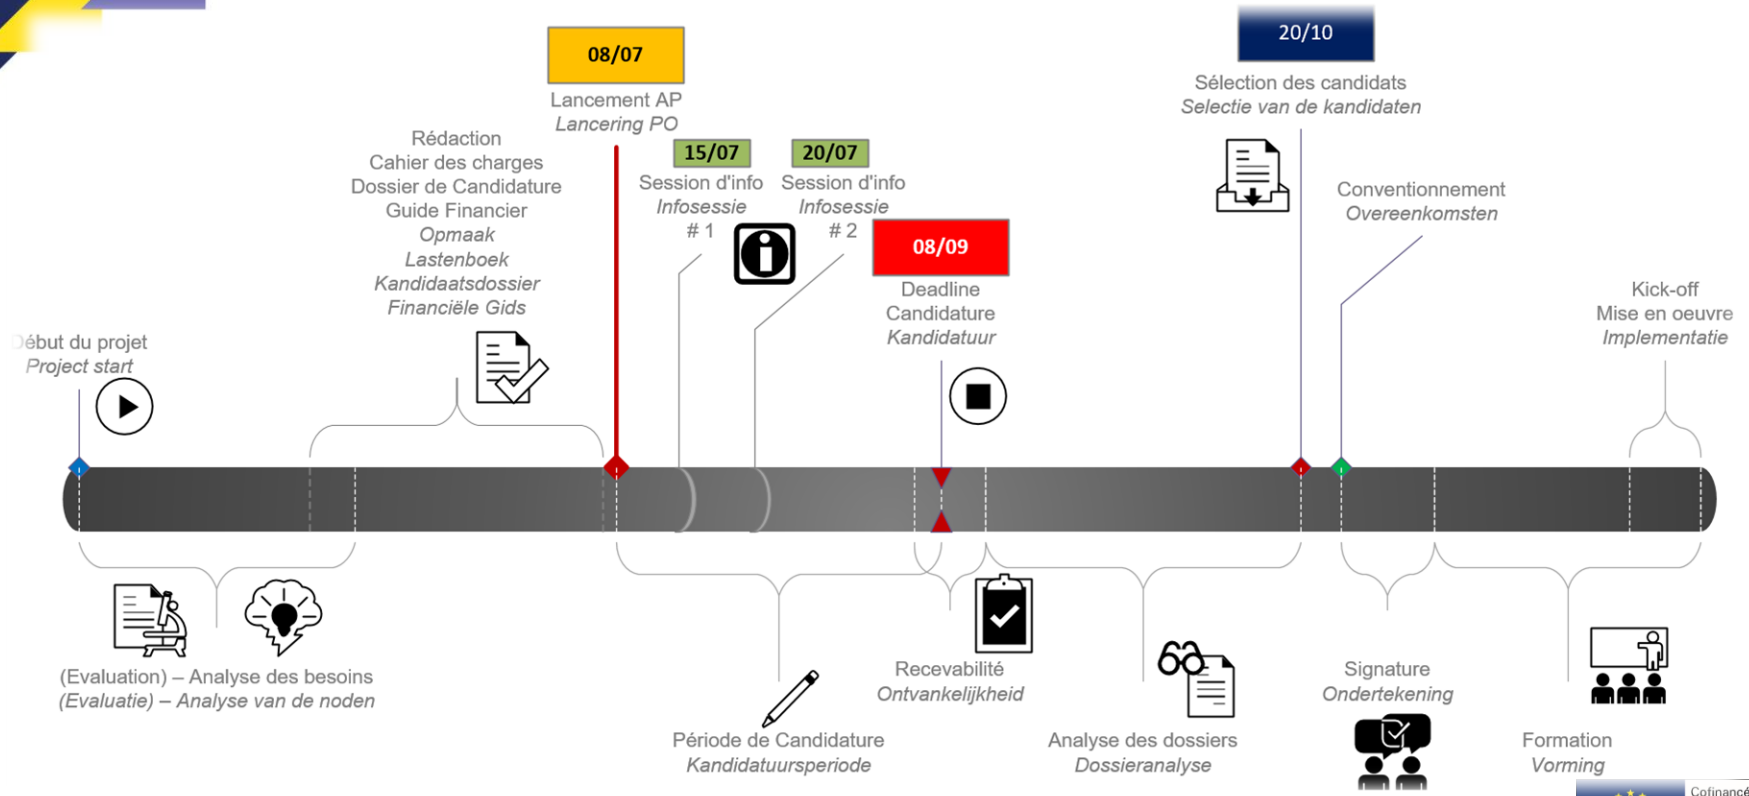 08/07
Lancement AP
Lancering PO
20/10
Sélection des candidats
Selectie van de kandidaten
Rédaction
Cahier des charges
Dossier de Candidature
Guide Financier
Opmaak
Lastenboek
Kandidaatsdossier
Financiële Gids
15/07
Session d'info
Infosessie
# 1
20/07
Session d'info
Infosessie
# 2
08/09
Deadline
Candidature
Kandidatuur
Conventionnement
Overeenkomsten
Kick-off
Mise en oeuvre
Implementatie
Début du projet
Project start
(Evaluation) – Analyse des besoins
(Evaluatie) – Analyse van de noden
Période de Candidature
Kandidatuursperiode
Recevabilité
Ontvankelijkheid
Analyse des dossiers
Dossieranalyse
Signature
Ondertekening
Formation
Vorming
Cofinancé